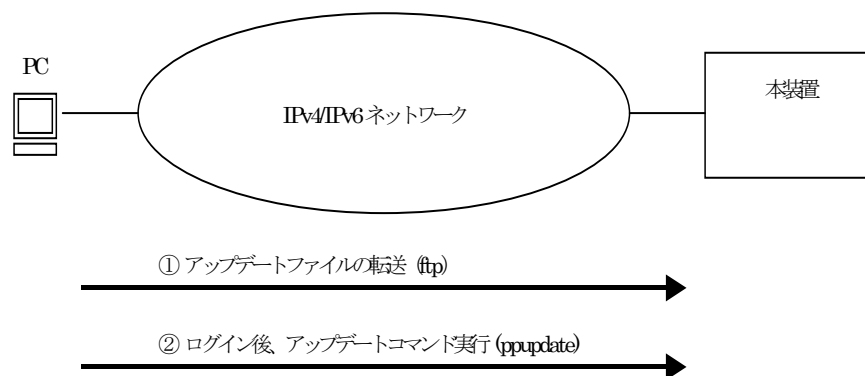 PC
本装置
IPv4/IPv6 ネットワーク
① アップデートファイルの転送 (ftp)
② ログイン後、アップデートコマンド実行 (ppupdate)